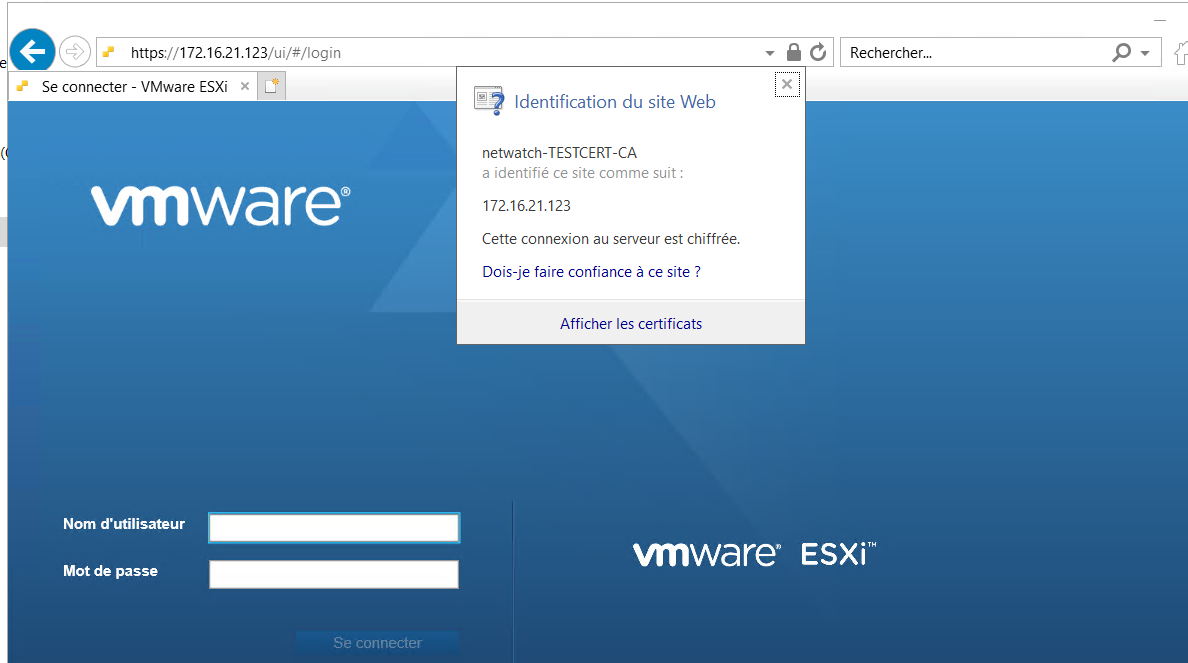 https://172.16.21.123/ui/#/login
Rechercher...
Se connecter - VMware ESXi
Identification du site Web
netwatch-TESTCERT-CA
a identifié ce site comme suit :
172.16.21.123
Cette connexion au serveur est chiffrée.
Dois-je faire confiance à ce site ?
Afficher les certificats
vmware®
Nom d'utilisateur
Mot de passe
Se connecter
vmware® ESXi™